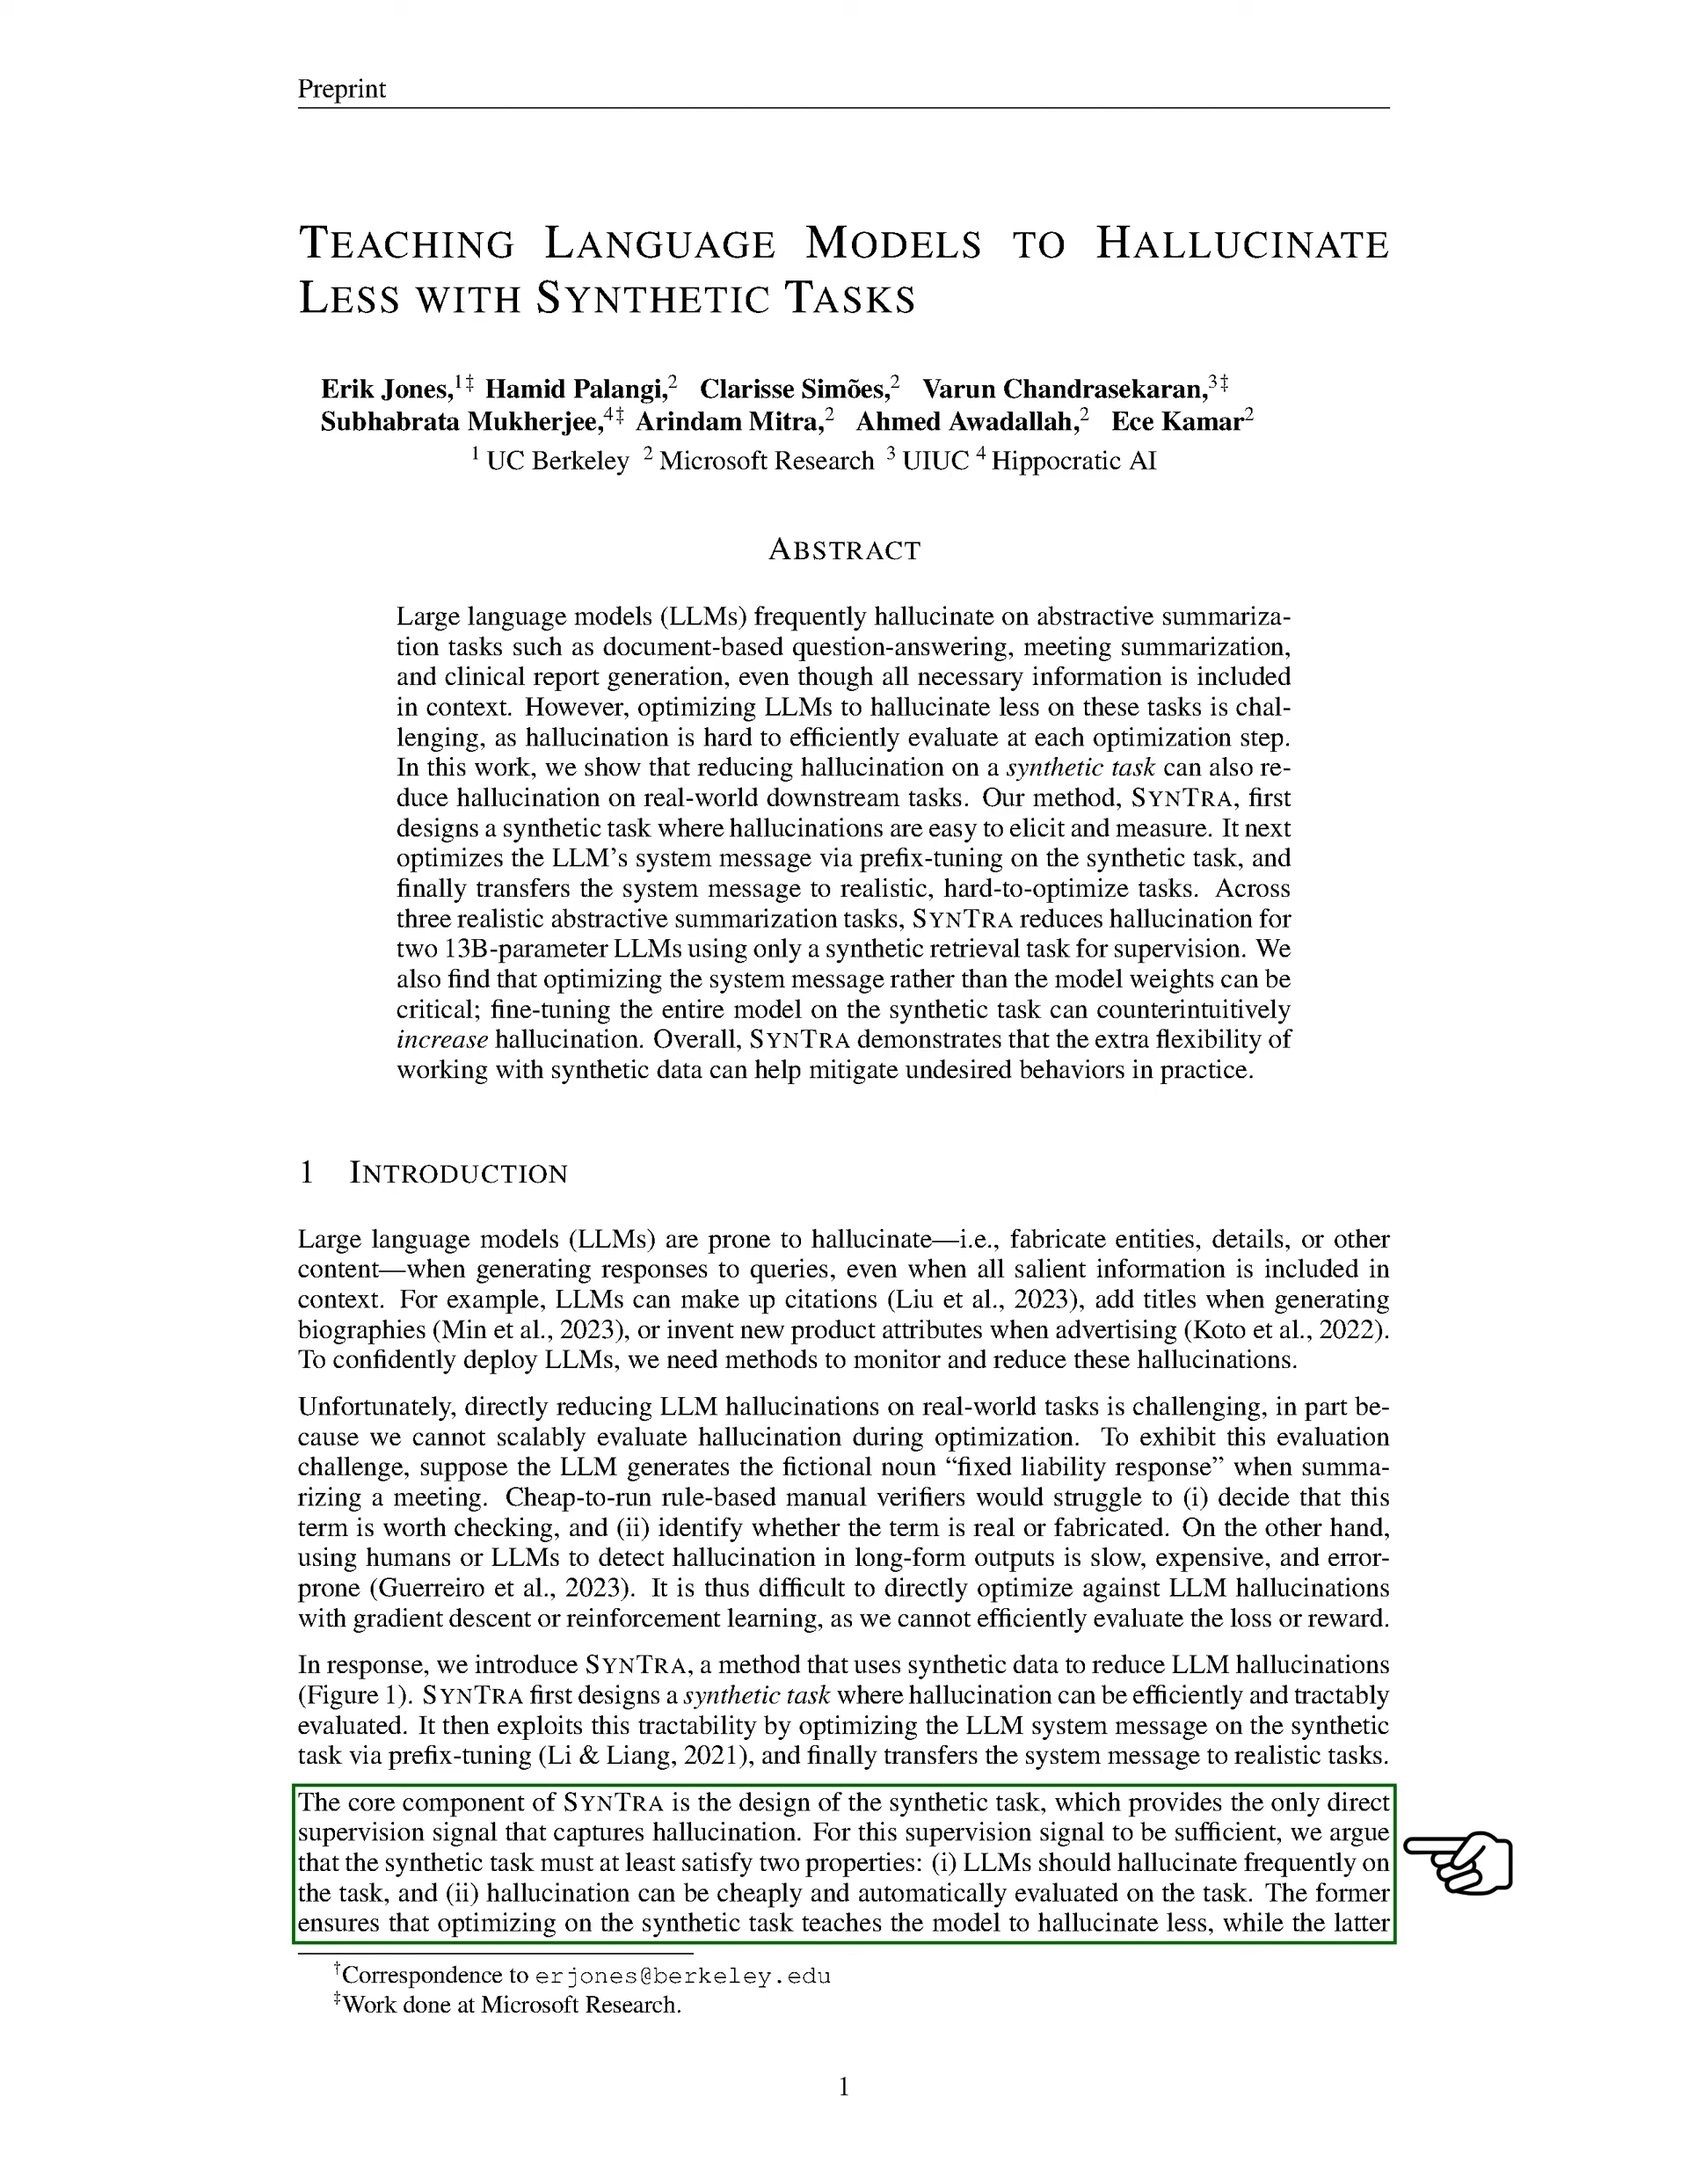 Preprint
TEACHING LANGUAGE MODELS TO HALLUCINATE
LESS WITH SYNTHETIC TASKS
Erik Jones,1‡ Hamid Palangi,2 Clarisse Simões,2 Varun Chandrasekaran,3‡
Subhabrata Mukherjee,4‡ Arindam Mitra,2 Ahmed Awadallah,2 Ece Kamar2
1 UC Berkeley 2 Microsoft Research 3 UIUC 4 Hippocratic AI
ABSTRACT
Large language models (LLMs) frequently hallucinate on abstractive summariza-
tion tasks such as document-based question-answering, meeting summarization,
and clinical report generation, even though all necessary information is included
in context. However, optimizing LLMs to hallucinate less on these tasks is chal-
lenging, as hallucination is hard to efficiently evaluate at each optimization step.
In this work, we show that reducing hallucination on a synthetic task can also re-
duce hallucination on real-world downstream tasks. Our method, SYNTRA, first
designs a synthetic task where hallucinations are easy to elicit and measure. It next
optimizes the LLM's system message via prefix-tuning on the synthetic task, and
finally transfers the system message to realistic, hard-to-optimize tasks. Across
three realistic abstractive summarization tasks, SYNTRA reduces hallucination for
two 13B-parameter LLMs using only a synthetic retrieval task for supervision. We
also find that optimizing the system message rather than the model weights can be
critical; fine-tuning the entire model on the synthetic task can counterintuitively
increase hallucination. Overall, SYNTRA demonstrates that the extra flexibility of
working with synthetic data can help mitigate undesired behaviors in practice.
1 INTRODUCTION
Large language models (LLMs) are prone to hallucinate—i.e., fabricate entities, details, or other
content—when generating responses to queries, even when all salient information is included in
context. For example, LLMs can make up citations (Liu et al., 2023), add titles when generating
biographies (Min et al., 2023), or invent new product attributes when advertising (Koto et al., 2022).
To confidently deploy LLMs, we need methods to monitor and reduce these hallucinations.
Unfortunately, directly reducing LLM hallucinations on real-world tasks is challenging, in part be-
cause we cannot scalably evaluate hallucination during optimization. To exhibit this evaluation
challenge, suppose the LLM generates the fictional noun “fixed liability response” when summa-
rizing a meeting. Cheap-to-run rule-based manual verifiers would struggle to (i) decide that this
term is worth checking, and (ii) identify whether the term is real or fabricated. On the other hand,
using humans or LLMs to detect hallucination in long-form outputs is slow, expensive, and error-
prone (Guerreiro et al., 2023). It is thus difficult to directly optimize against LLM hallucinations
with gradient descent or reinforcement learning, as we cannot efficiently evaluate the loss or reward.
In response, we introduce SYNTRA, a method that uses synthetic data to reduce LLM hallucinations
(Figure 1). SYNTRA first designs a synthetic task where hallucination can be efficiently and tractably
evaluated. It then exploits this tractability by optimizing the LLM system message on the synthetic
task via prefix-tuning (Li & Liang, 2021), and finally transfers the system message to realistic tasks.
The core component of SYNTRA is the design of the synthetic task, which provides the only direct
supervision signal that captures hallucination. For this supervision signal to be sufficient, we argue
that the synthetic task must at least satisfy two properties: (i) LLMs should hallucinate frequently on
the task, and (ii) hallucination can be cheaply and automatically evaluated on the task. The former
ensures that optimizing on the synthetic task teaches the model to hallucinate less, while the latter
†Correspondence to erjones@berkeley.edu
‡Work done at Microsoft Research.
1